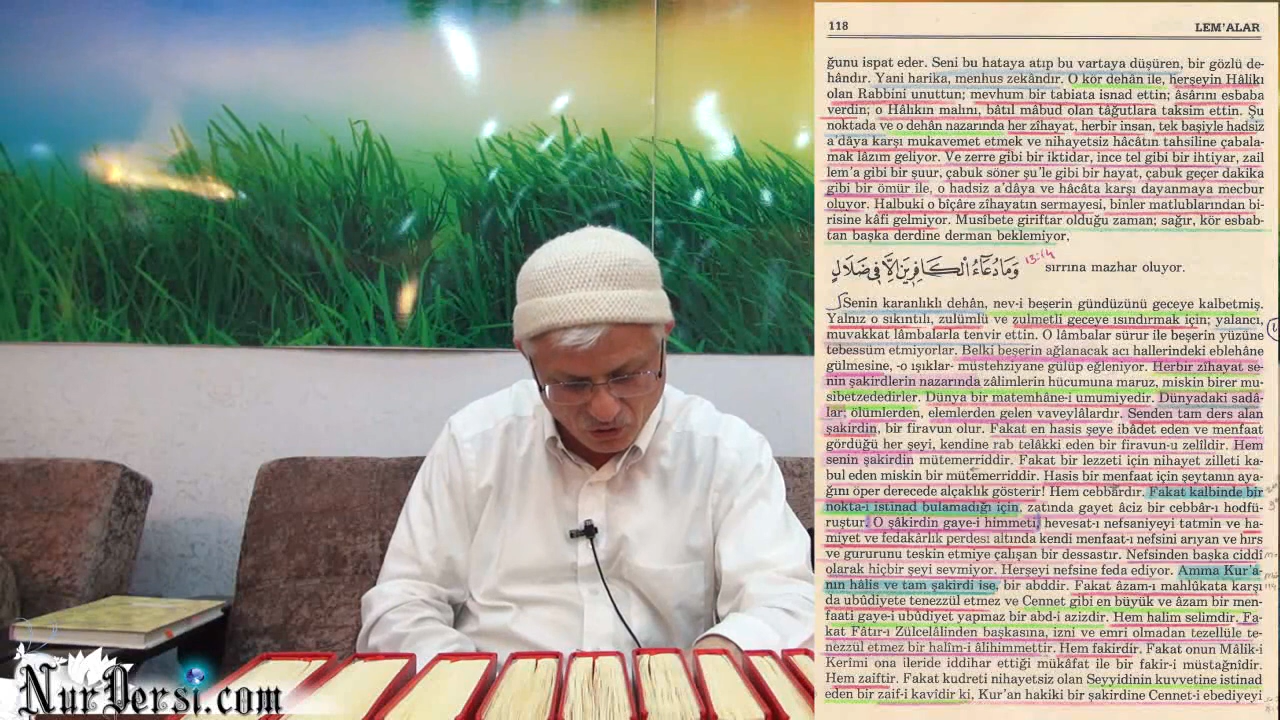 118
LEM'ALAR
ğunu ispat eder. Seni bu hataya atıp bu vartaya düşüren, bir gözlü de-
hândır. Yani harika, menhus zekândır. O kör dehân ile, herşeyin Hâlikı
olan Rabbini unuttun; mevhum bir tabiata isnad ettin; âsârını esbaba
verdin; o Hâlıkın malını, bâtıl mâbud olan tâğutlara taksim ettin. Şu
noktada ve o dehân nazarında her zîhayat, herbir insan, tek başiyle hadsiz
a'dâya karşı mukavemet etmek ve nihayetsiz hâcâtın tahsiline çabala-
mak lâzım geliyor. Ve zerre gibi bir iktidar, ince tel gibi bir ihtiyar, zail
lem'a gibi bir şuur, çabuk söner şu'le gibi bir hayat, çabuk geçer dakika
gibi bir ömür ile, o hadsiz a'dâya ve hâcâta karşı dayanmaya mecbur
oluyor. Halbuki o bîçâre zîhayatın sermayesi, binler matlublarından bi-
risine kâfi gelmiyor. Musîbete giriftar olduğu zaman; sağır, kör esbab-
tan başka derdine derman beklemiyor,
وَمَا دُعَٓاءُ الْكَافِرِينَ اِلَّا فِى ضَلَالٍ 13:14 sırrına mazhar oluyor.
Senin karanlıklı dehân, nev-i beşerin gündüzünü geceye kalbetmiş.
Yalnız o sıkıntılı, zulümlü ve zulmetli geceye ısındırmak için; yalancı,
muvakkat lâmbalarla tenvir ettin. O lâmbalar sürur ile beşerin yüzüne
tebessüm etmiyorlar. Belki beşerin ağlanacak acı hallerindeki eblehâne
gülmesine, -o ışıklar- müstehziyane gülüp eğleniyor. Herbir zîhayat se-
nin şakirdlerin nazarında zâlimlerin hücumuna maruz, miskin birer mu-
sîbetzededirler. Dünya bir matemhâne-i umumiyedir. Dünyadaki sadâ-
lar; ölümlerden, elemlerden gelen vaveylâlardır. Senden tam ders alan
şakirdin, bir firavun olur. Fakat en hasis şeye ibâdet eden ve menfaat
gördüğü her şeyi, kendine rab telâkki eden bir firavun-u zelîldir. Hem
senin şakirdin mütemerriddir. Fakat bir lezzeti için nihayet zilleti ka-
bul eden miskin bir mütemerriddir. Hasis bir menfaat için şeytanın aya-
ğını öper derecede alçaklık gösterir! Hem cebbârdır. Fakat kalbinde bir
nokta-i istinad bulamadığı için, zatında gayet âciz bir cebbâr-ı hodfü-
ruştur. O şâkirdin gaye-i himmeti, hevesat-ı nefsaniyeyi tatmin ve ha-
miyet ve fedakârlık perdesi altında kendi menfaat-ı nefsini arıyan ve hırs
ve gururunu teskin etmiye çalışan bir dessastır. Nefsinden başka ciddî
olarak hiçbir şeyi sevmiyor. Herşeyi nefsine feda ediyor. Amma Kur'â-
nın hâlis ve tam şakirdi ise, bir abddir. Fakat âzam-ı mahlûkata karşı
da ubûdiyete tenezzül etmez ve Cennet gibi en büyük ve âzam bir men-
faati gaye-i ubûdiyet yapmaz bir abd-i azizdir. Hem halim selimdir. Fa-
kat Fâtır-ı Zülcelâlinden başkasına, izni ve emri olmadan tezellüle te-
nezzül etmez bir halîm-i âlihimmettir. Hem fakirdir. Fakat onun Mâlik-i
Kerimi ona ileride iddihar ettiği mükâfat ile bir fakir-i müstağnîdir.
Hem zaiftir. Fakat kudreti nihayetsiz olan Seyyidinin kuvvetine istinad
eden bir zaif-i kavîdir ki, Kur'an hakiki bir şakirdine Cennet-i ebediyeyi
NurDersi.com